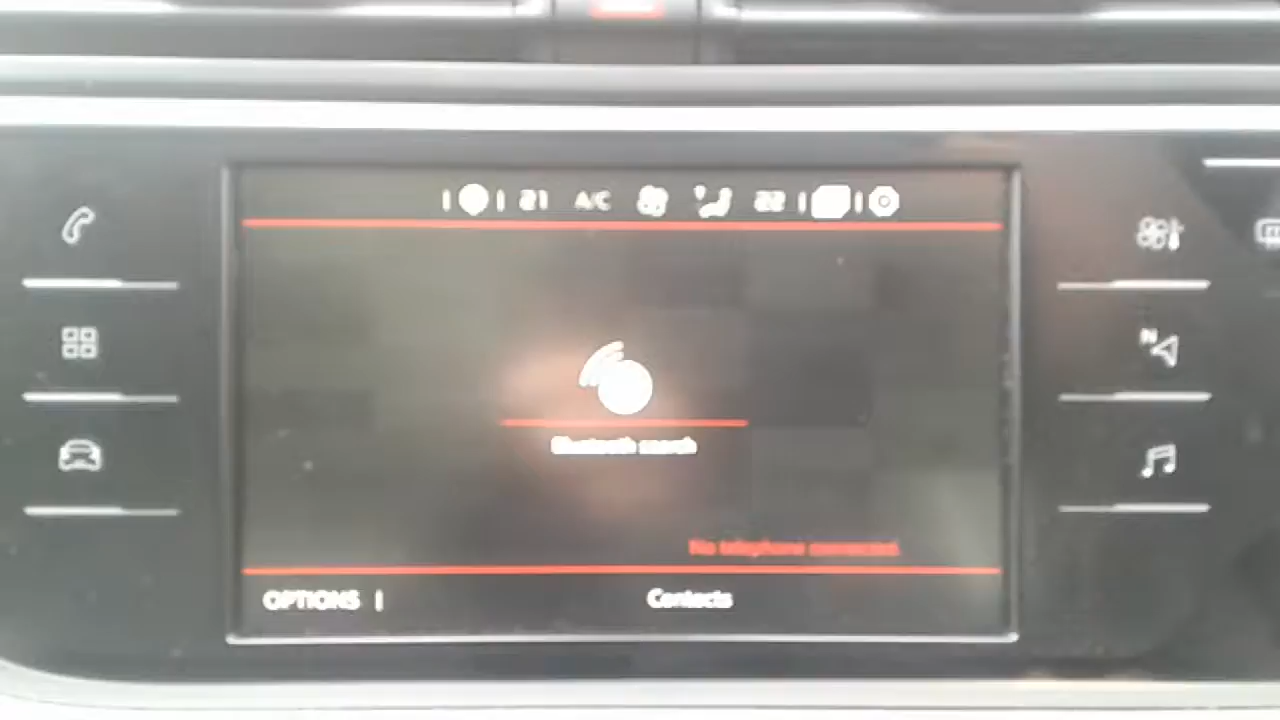 21 A/C 22
N
Bluetooth search
No telephone connected.
OPTIONS
Contacts